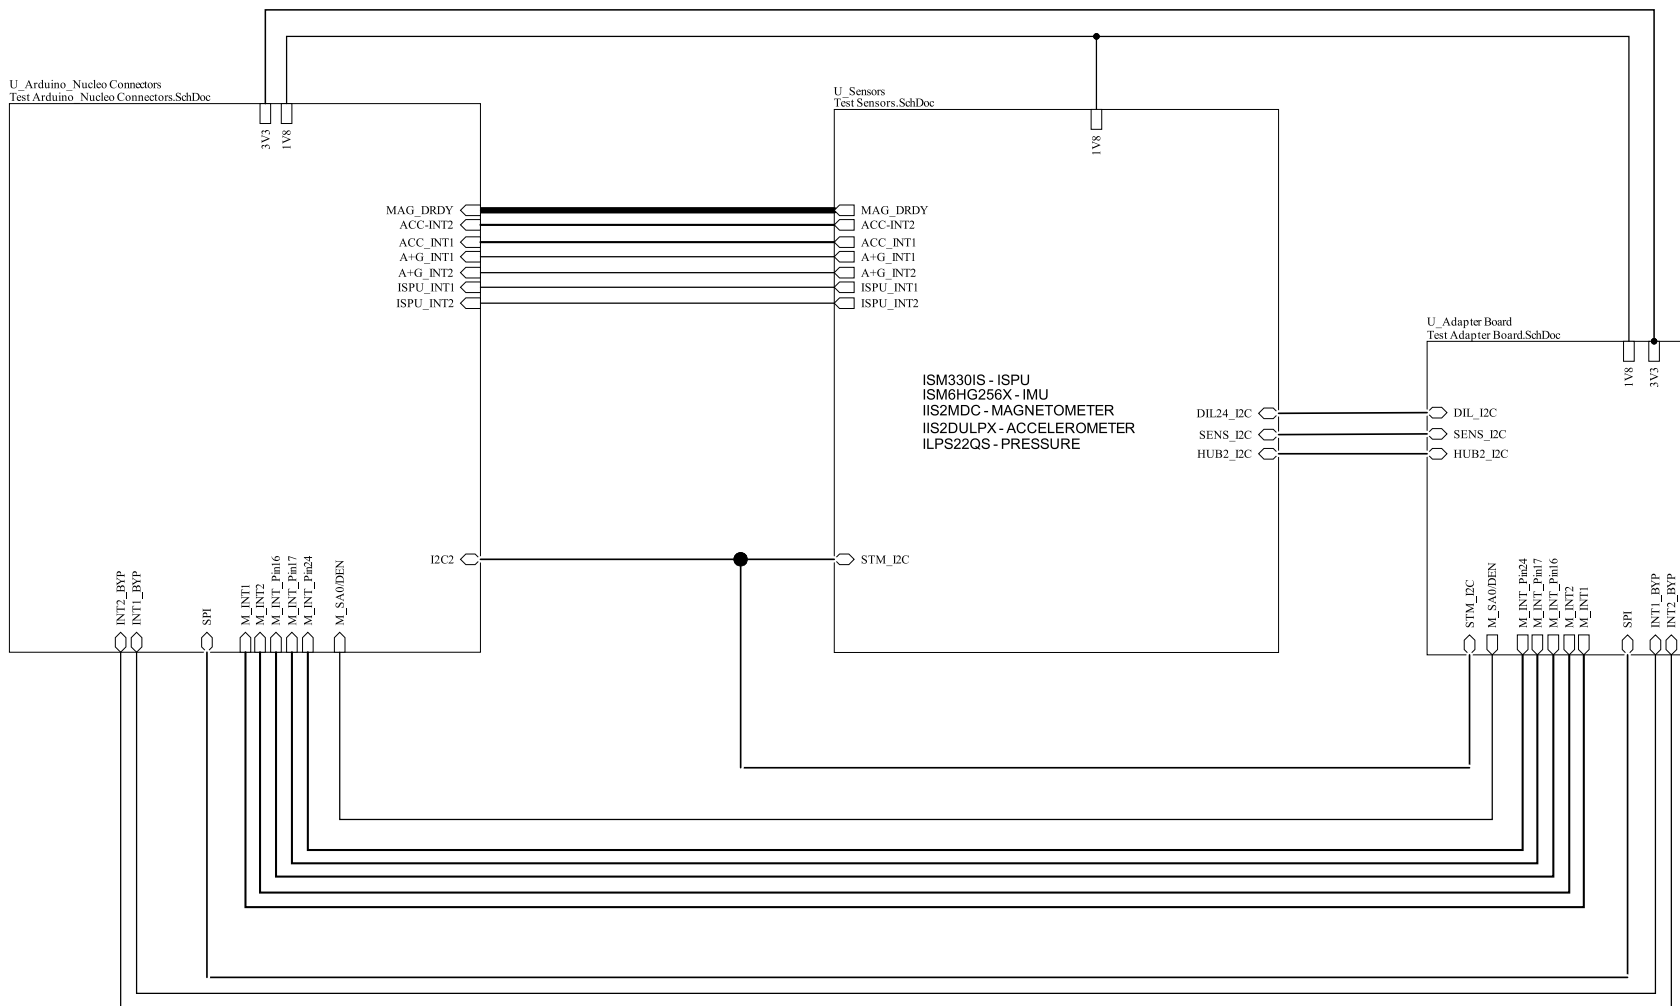 U_Arduino_Nucleo Connectors
Test Arduino_Nucleo Connectors.SchDoc
3V3
1V8
MAG_DRDY
ACC-INT2
ACC_INT1
A+G_INT1
A+G_INT2
ISPU_INT1
ISPU_INT2
I2C2
INT2_BYP
INT1_BYP
SPI
M_INT1
M_INT2
M_INT_Pin16
M_INT_Pin17
M_INT_Pin24
M_SA0/DEN
U_Sensors
Test Sensors.SchDoc
1V8
MAG_DRDY
ACC-INT2
ACC_INT1
A+G_INT1
A+G_INT2
ISPU_INT1
ISPU_INT2
ISM330IS - ISPU
ISM6HG256X - IMU
IIS2MDC - MAGNETOMETER
IIS2DULPX - ACCELEROMETER
ILPS22QS - PRESSURE
DIL24_I2C
SENS_I2C
HUB2_I2C
STM_I2C
U_Adapter Board
Test Adapter Board.SchDoc
1V8
3V3
DIL_I2C
SENS_I2C
HUB2_I2C
STM_I2C
M_SA0/DEN
M_INT_Pin24
M_INT_Pin17
M_INT_Pin16
M_INT2
M_INT1
SPI
INT1_BYP
INT2_BYP